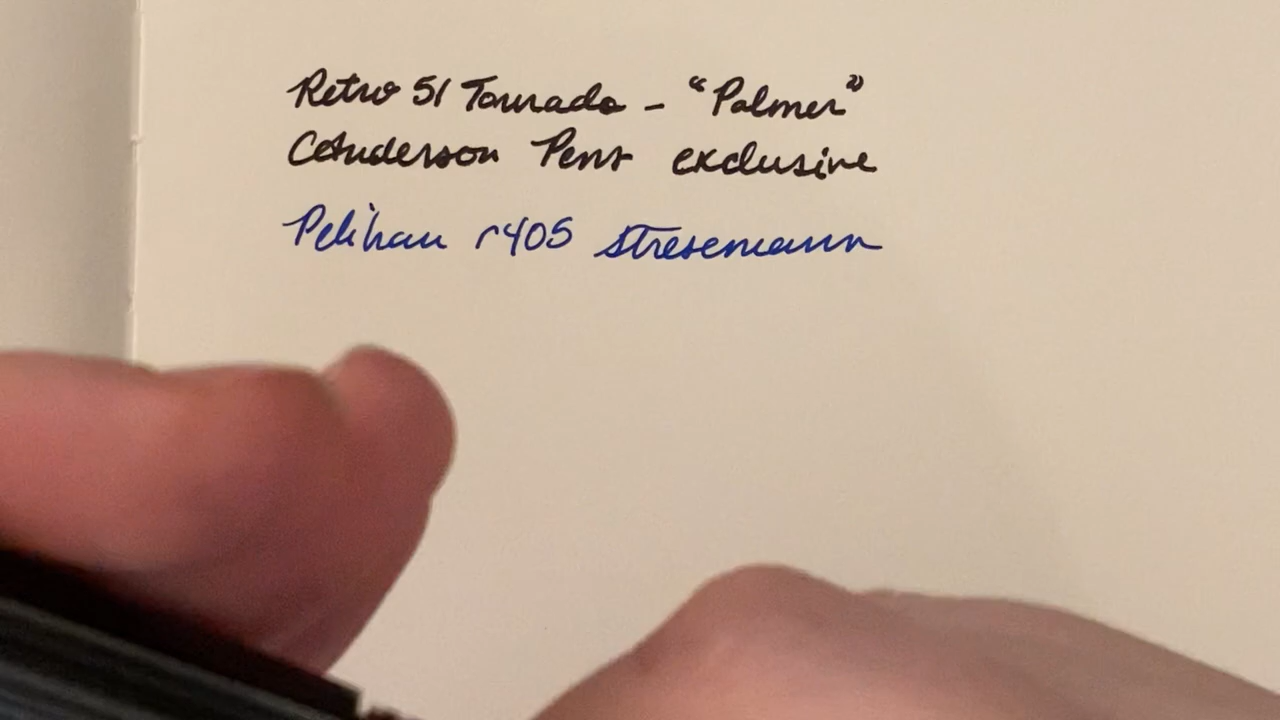 Retro 51 Tornado - "Palmer"
Anderson Pens exclusive
Pelikan r405 Stresemann